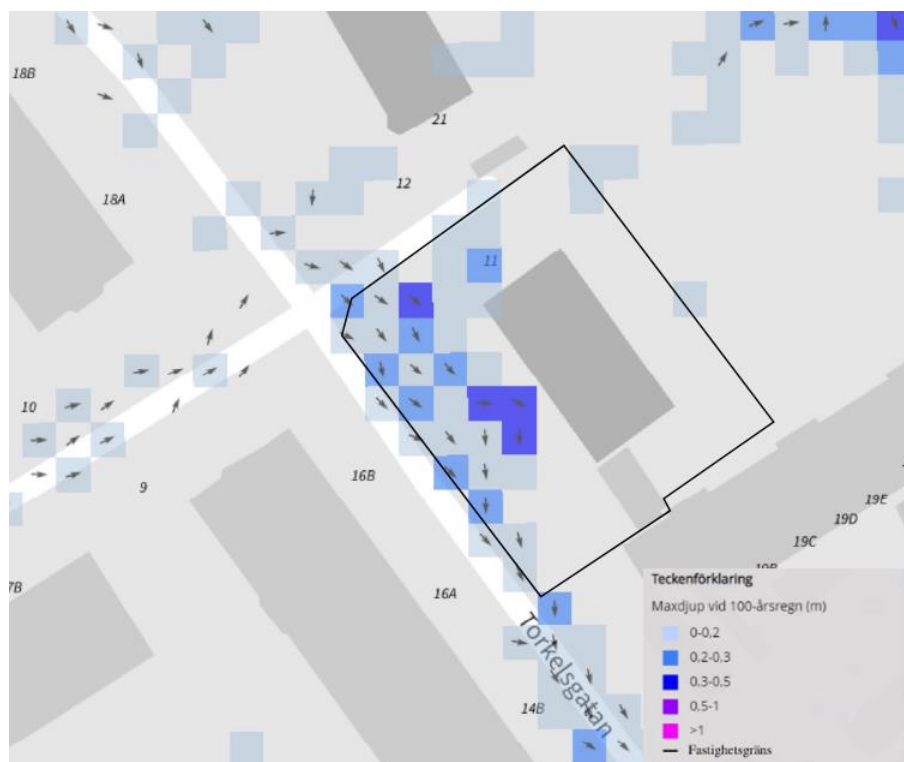 18B
21
12
18A
11
10
9
16B
19E
19D
19C
7B
16A
Torkelsgatan
14B
Teckenförklaring
Maxdjup vid 100-årsregn (m)
0-0,2
0.2-0.3
0.3-0.5
0.5-1
>1
Fastighetsgräns